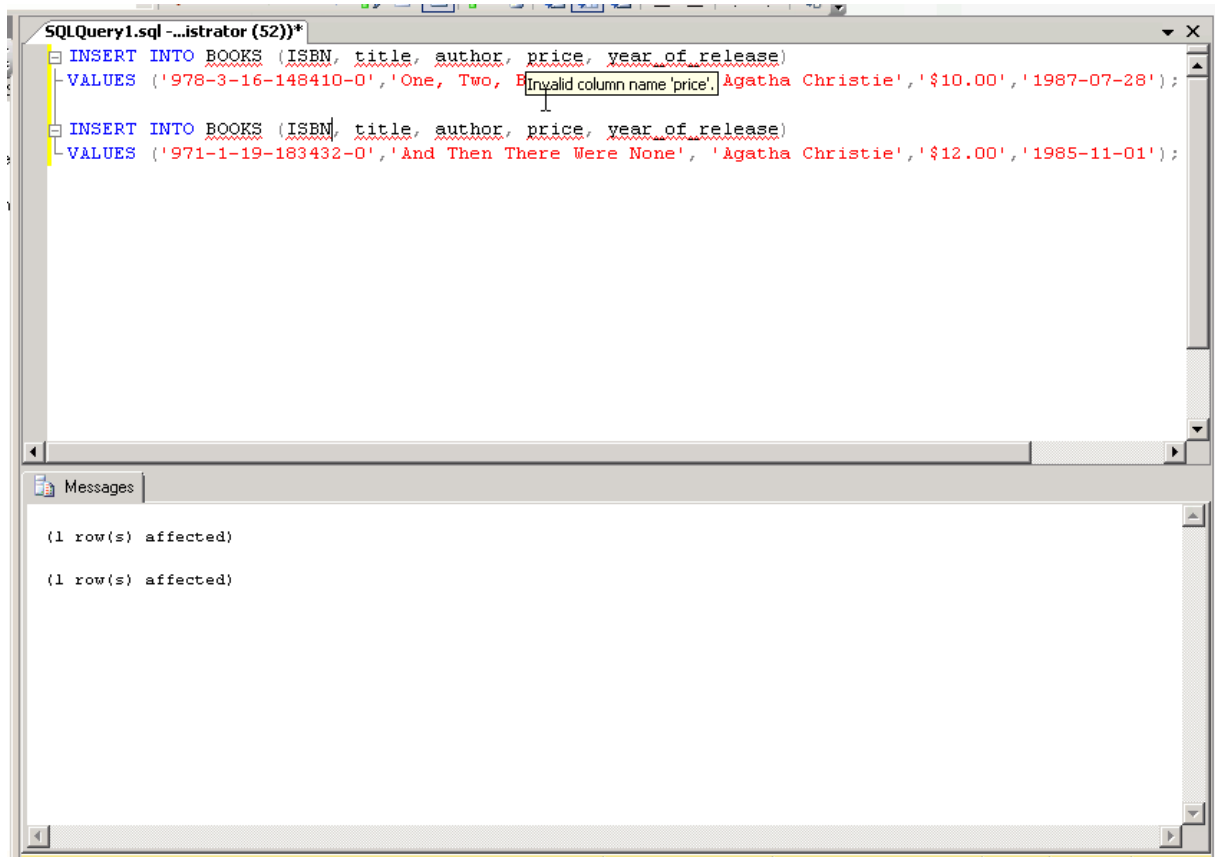 SQLQuery1.sql -...istrator (52))*
INSERT INTO BOOKS (ISBN, title, author, price, year_of_release)
VALUES ('978-3-16-148410-0','One, Two, B Agatha Christie','$10.00','1987-07-28');
Invalid column name 'price'.
INSERT INTO BOOKS (ISBN, title, author, price, year_of_release)
VALUES ('971-1-19-183432-0','And Then There Were None', 'Agatha Christie','$12.00','1985-11-01');
Messages
(1 row(s) affected)
(1 row(s) affected)